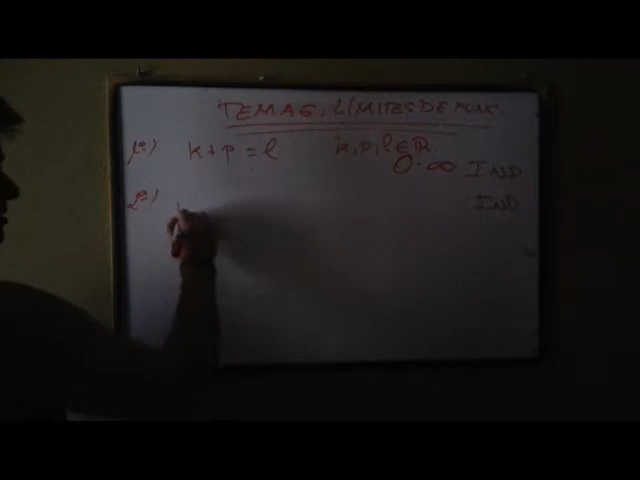 TEMA 6. LÍMITES DE FUNC.
1º) k + p = l k, p, l ∈ ℝ
0·∞ IND
2º) IND